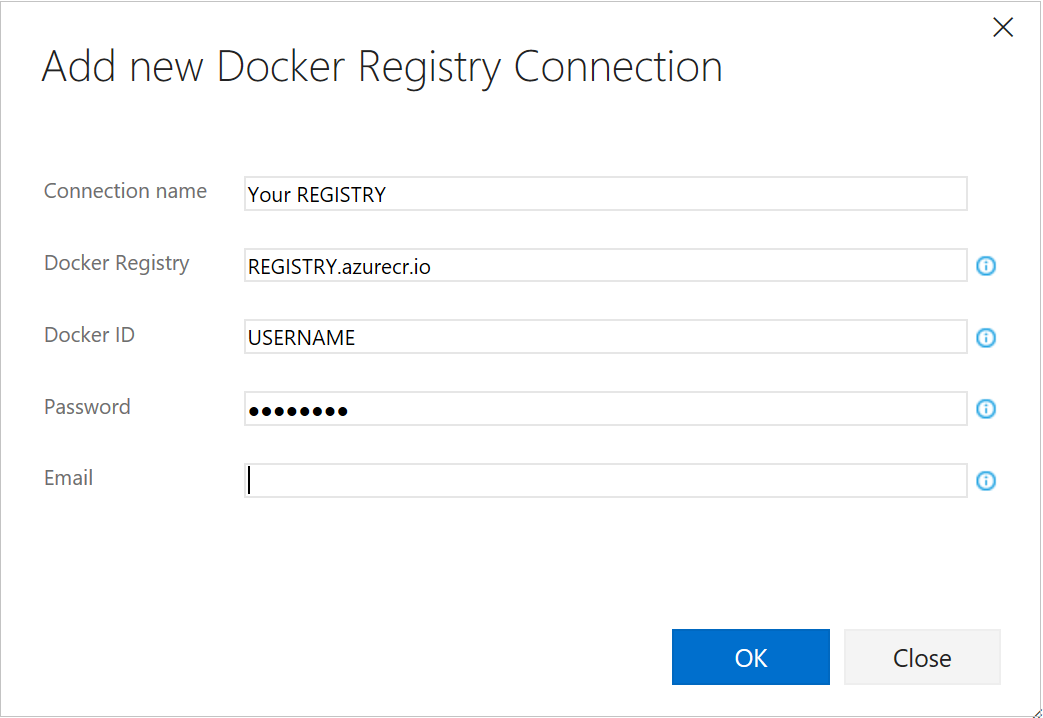 Add new Docker Registry Connection
Connection name
Your REGISTRY
Docker Registry
REGISTRY.azurecr.io
Docker ID
USERNAME
Password
••••••••
Email
OK
Close